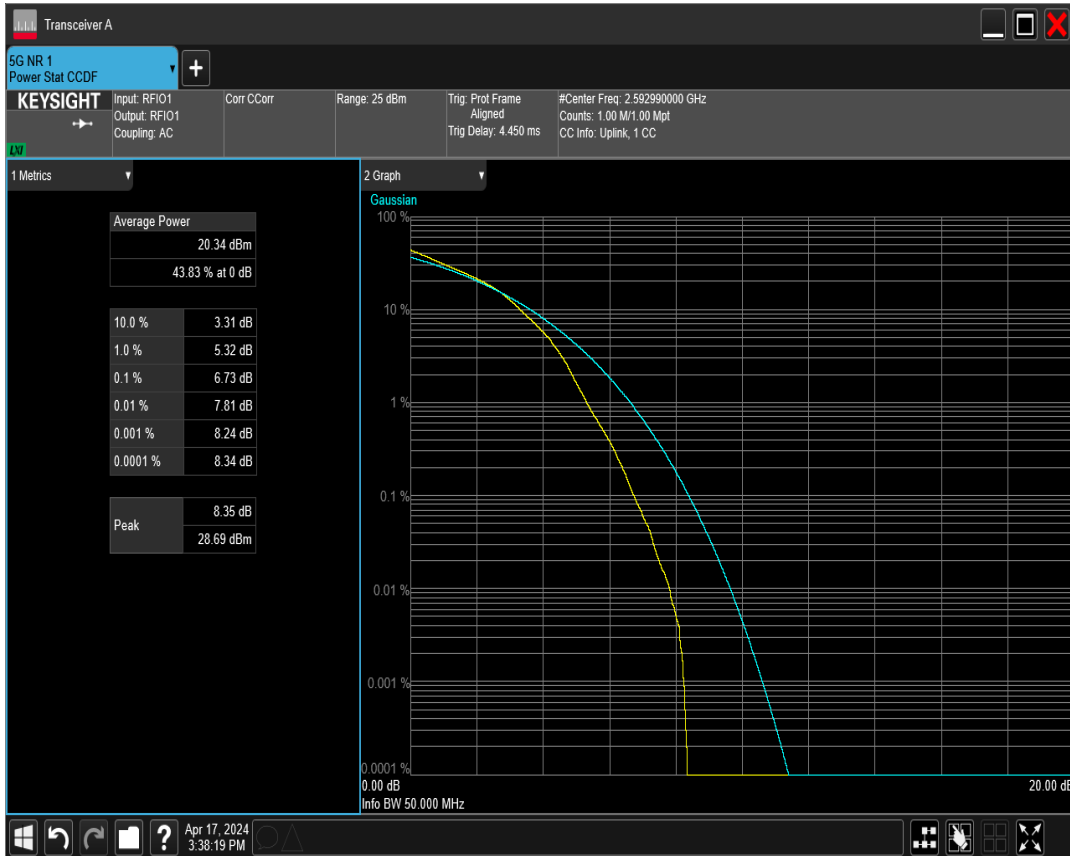 Transceiver A
5G NR 1
Power Stat CCDF
KEYSIGHT
Input: RFIO1
Output: RFIO1
Coupling: AC
Corr CCorr
Range: 25 dBm
Trig: Prot Frame
Aligned
Trig Delay: 4.450 ms
#Center Freq: 2.592990000 GHz
Counts: 1.00 M/1.00 Mpt
CC Info: Uplink, 1 CC
LXI
1 Metrics
Average Power
20.34 dBm
43.83 % at 0 dB
10.0 % 3.31 dB
1.0 % 5.32 dB
0.1 % 6.73 dB
0.01 % 7.81 dB
0.001 % 8.24 dB
0.0001 % 8.34 dB
Peak
8.35 dB
28.69 dBm
2 Graph
Gaussian
100 %
10 %
1 %
0.1 %
0.01 %
0.001 %
0.0001 %
0.00 dB 20.00 dB
Info BW 50.000 MHz
?
Apr 17, 2024
3:38:19 PM